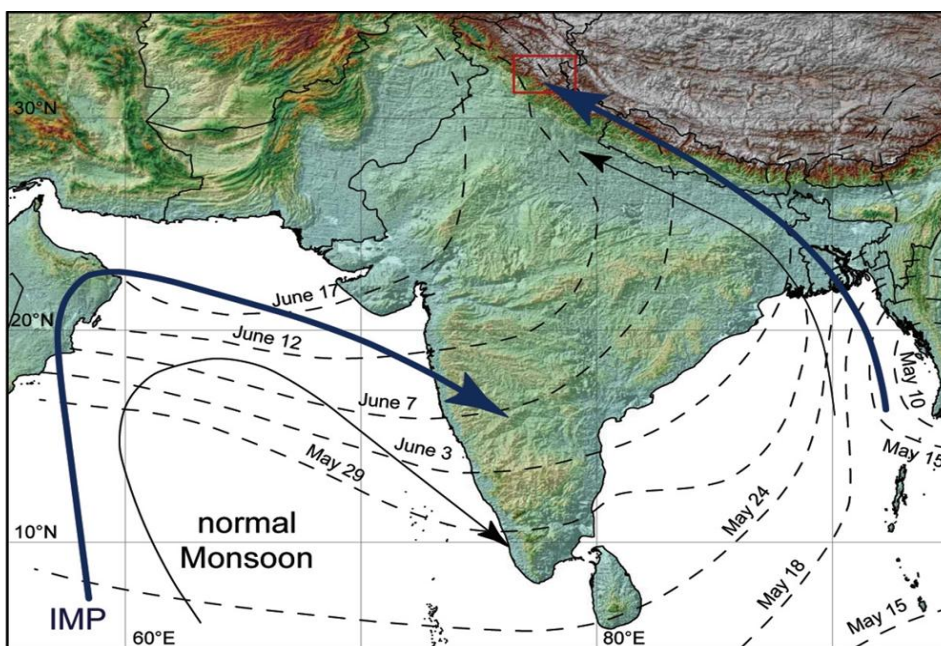 30°N
June 17
20°N
June 12
June 7
June 3
May 29
May 10
May 15
May 24
May 18
10°N
normal
Monsoon
IMP
60°E
80°E
May 15